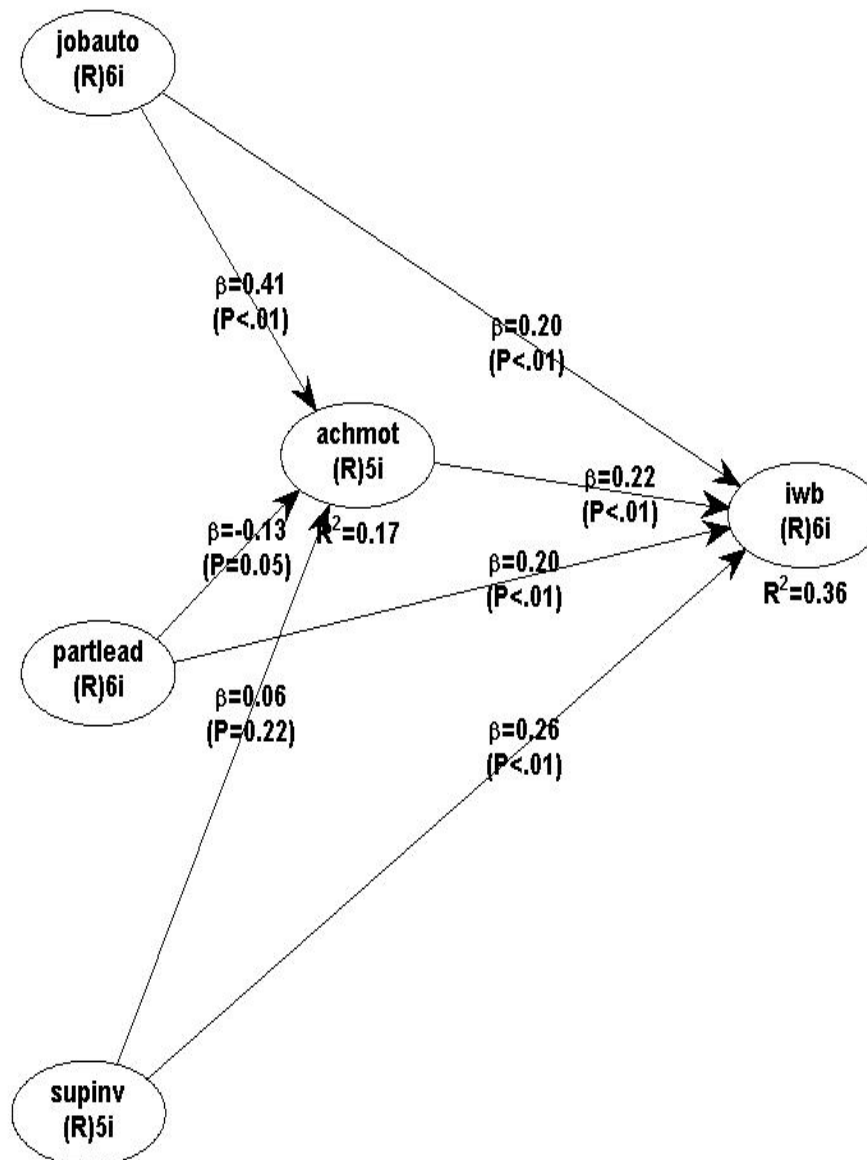 jobauto
(R)6i
β=0.41
(P<.01)
β=0.20
(P<.01)
achmot
(R)5i
R²=0.17
β=0.22
(P<.01)
iwb
(R)6i
R²=0.36
β=-0.13
(P=0.05)
β=0.20
(P<.01)
partlead
(R)6i
β=0.06
(P=0.22)
β=0.26
(P<.01)
supinv
(R)5i